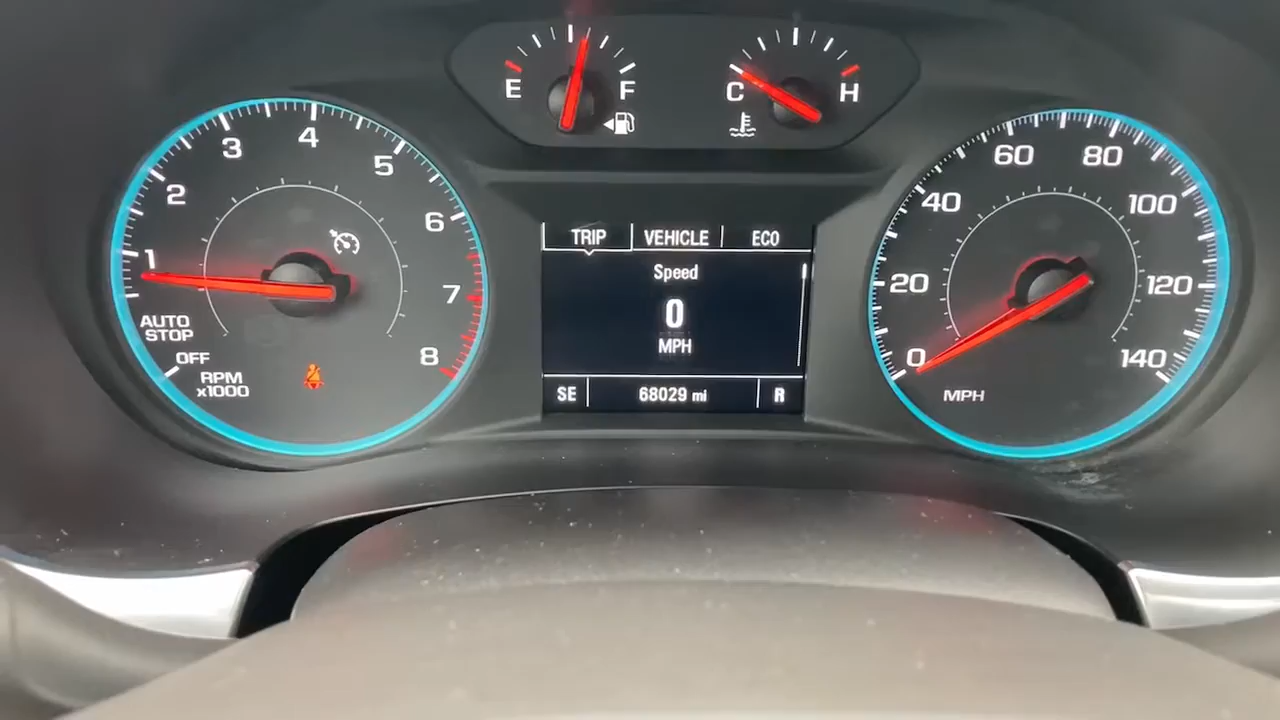 E F
C H
1 2 3 4 5 6 7 8
AUTO
STOP
OFF
RPM
x1000
TRIP VEHICLE ECO
Speed
0
MPH
SE 68029 mi R
0 20 40 60 80 100 120 140
MPH